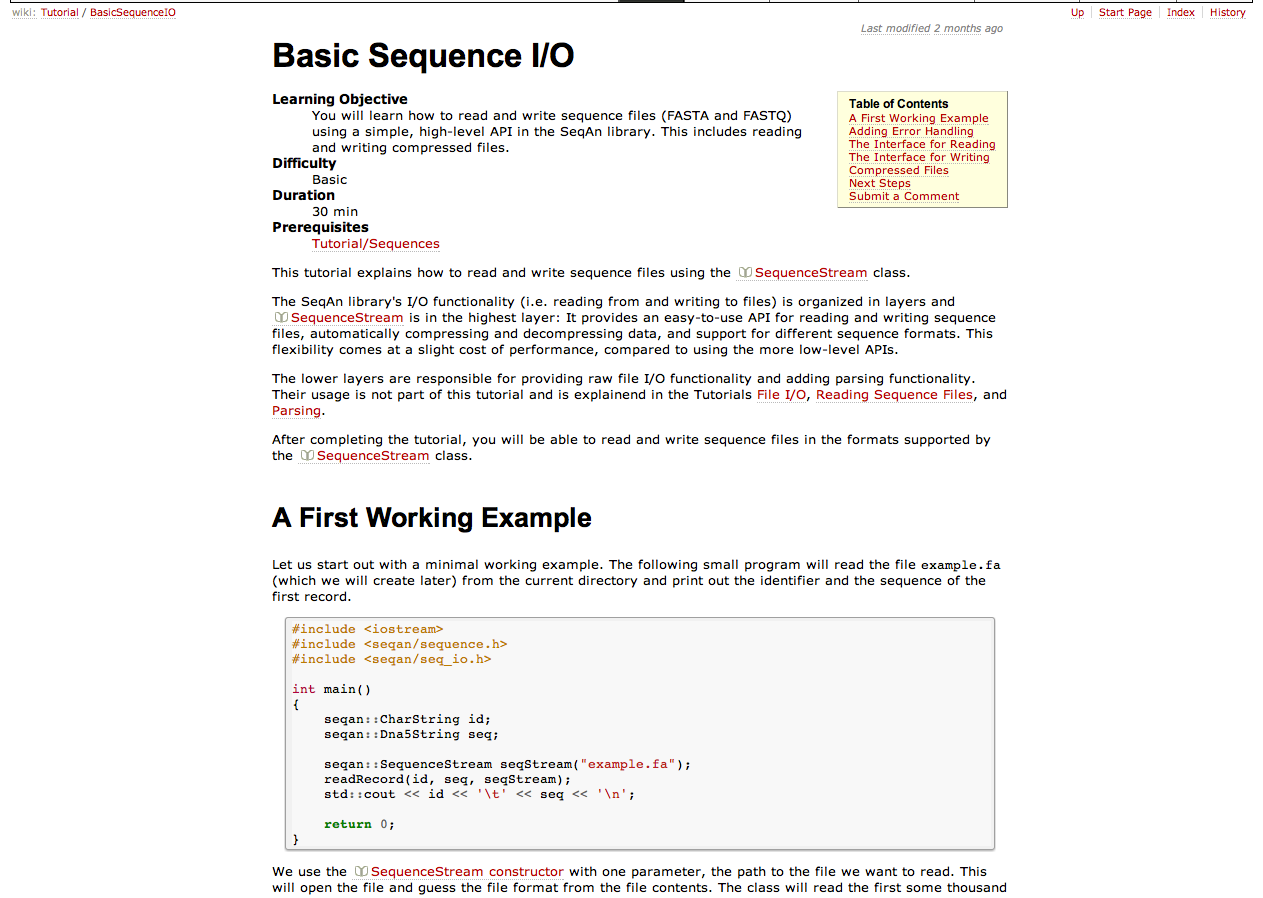 wiki: Tutorial / BasicSequenceIO
Up Start Page Index History
Last modified 2 months ago
Basic Sequence I/O
Learning Objective
You will learn how to read and write sequence files (FASTA and FASTQ)
using a simple, high-level API in the SeqAn library. This includes reading
and writing compressed files.
Difficulty
Basic
Duration
30 min
Prerequisites
Tutorial/Sequences
Table of Contents
A First Working Example
Adding Error Handling
The Interface for Reading
The Interface for Writing
Compressed Files
Next Steps
Submit a Comment
This tutorial explains how to read and write sequence files using the SequenceStream class.
The SeqAn library's I/O functionality (i.e. reading from and writing to files) is organized in layers and
SequenceStream is in the highest layer: It provides an easy-to-use API for reading and writing sequence
files, automatically compressing and decompressing data, and support for different sequence formats. This
flexibility comes at a slight cost of performance, compared to using the more low-level APIs.
The lower layers are responsible for providing raw file I/O functionality and adding parsing functionality.
Their usage is not part of this tutorial and is explainend in the Tutorials File I/O, Reading Sequence Files, and
Parsing.
After completing the tutorial, you will be able to read and write sequence files in the formats supported by
the SequenceStream class.
A First Working Example
Let us start out with a minimal working example. The following small program will read the file example.fa
(which we will create later) from the current directory and print out the identifier and the sequence of the
first record.
#include <iostream>
#include <seqan/sequence.h>
#include <seqan/seq_io.h>
int main()
{
    seqan::CharString id;
    seqan::Dna5String seq;
    seqan::SequenceStream seqStream("example.fa");
    readRecord(id, seq, seqStream);
    std::cout << id << '\t' << seq << '\n';
    return 0;
}
We use the SequenceStream constructor with one parameter, the path to the file we want to read. This
will open the file and guess the file format from the file contents. The class will read the first some thousand